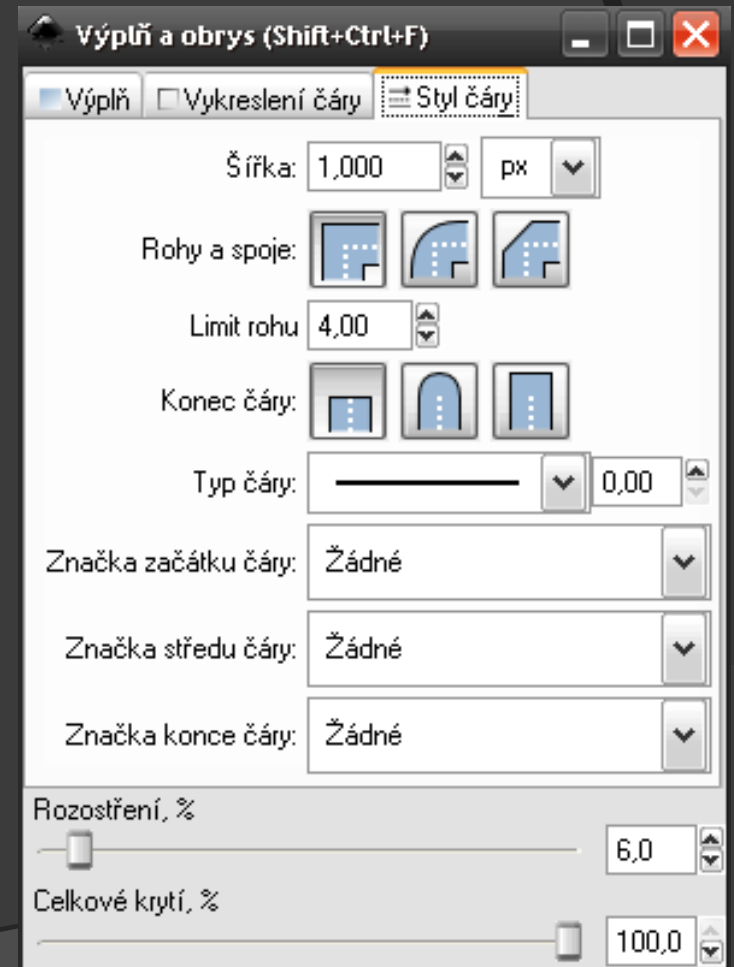 Výplň a obrys (Shift+Ctrl+F)
Výplň Vykreslení čáry Styl čáry
Šířka: 1,000 px
Rohy a spoje:
Limit rohu 4,00
Konec čáry:
Typ čáry: 0,00
Značka začátku čáry: Žádné
Značka středu čáry: Žádné
Značka konce čáry: Žádné
Rozostření, %
6,0
Celkové krytí, %
100,0